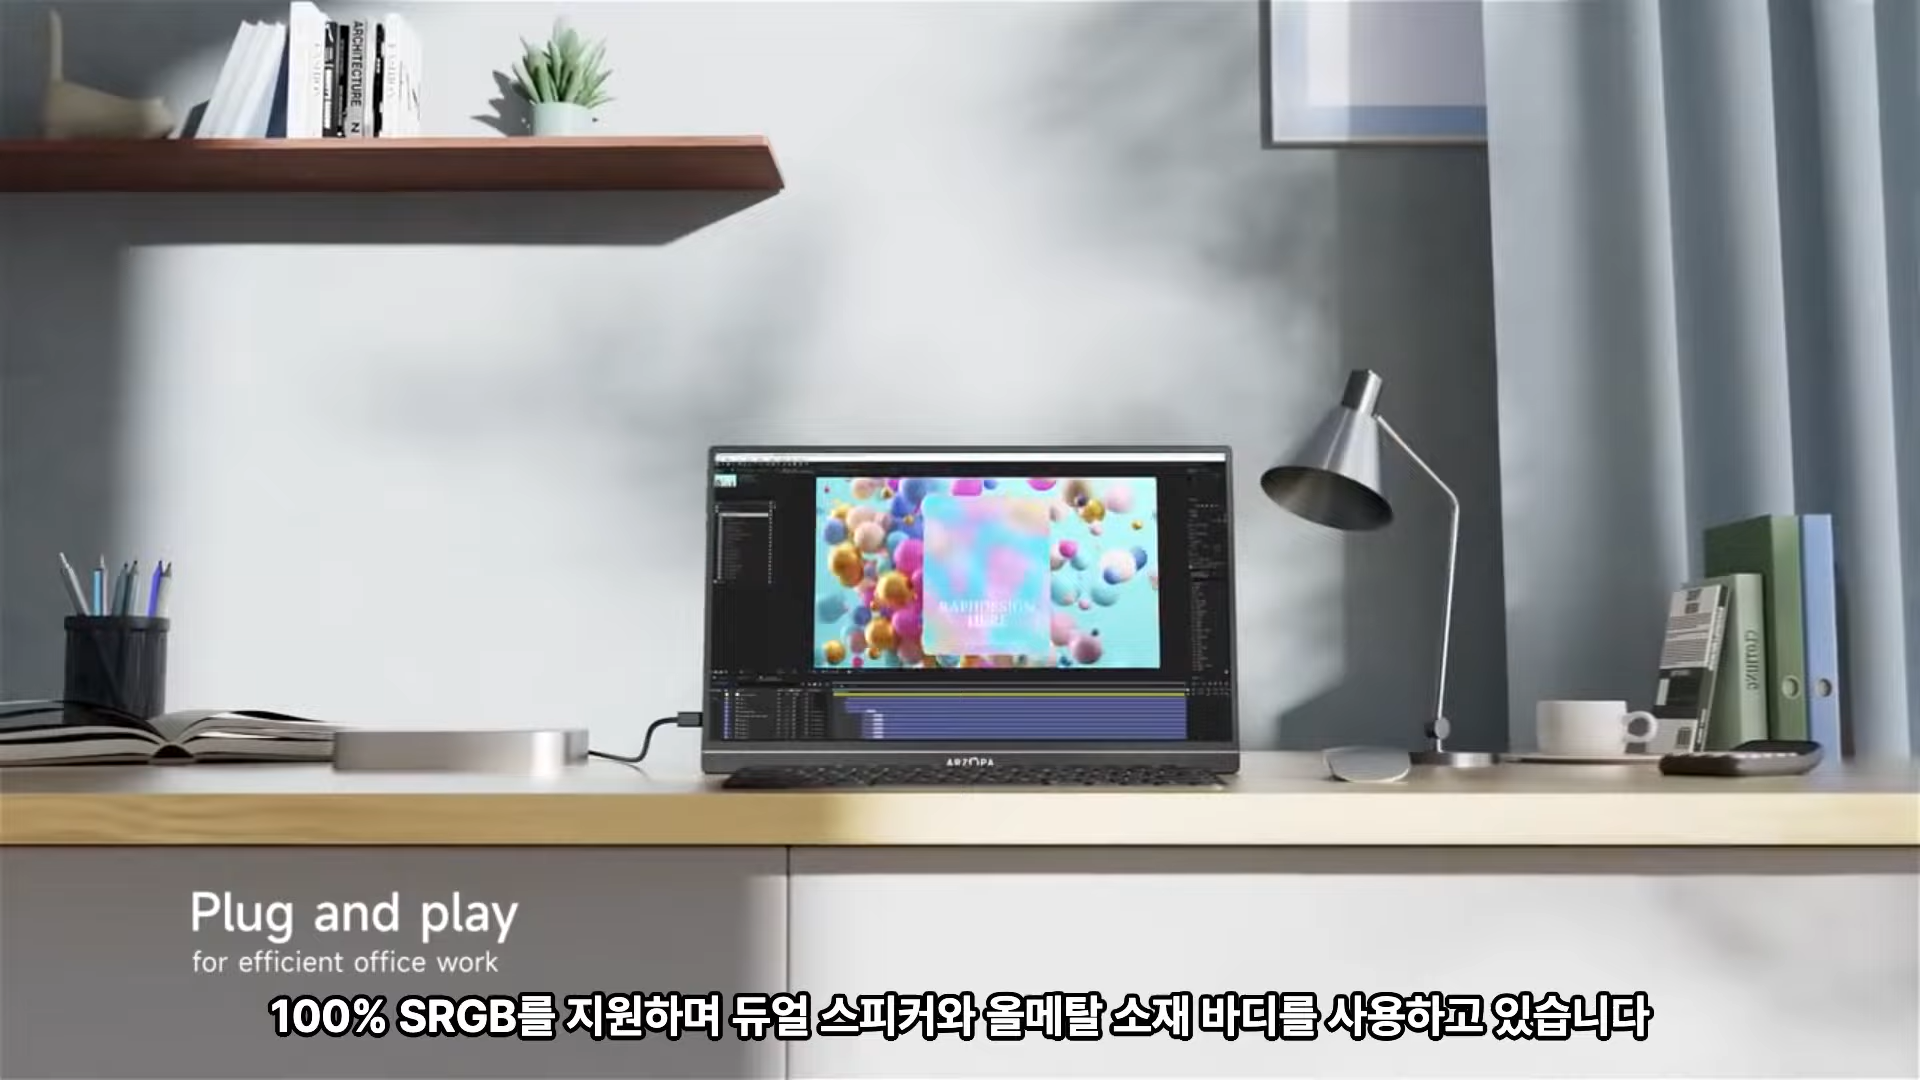 ARCHITECTURE
ARZOPA
Plug and play
for efficient office work
100% SRGB를 지원하며 듀얼 스피커와 올메탈 소재 바디를 사용하고 있습니다